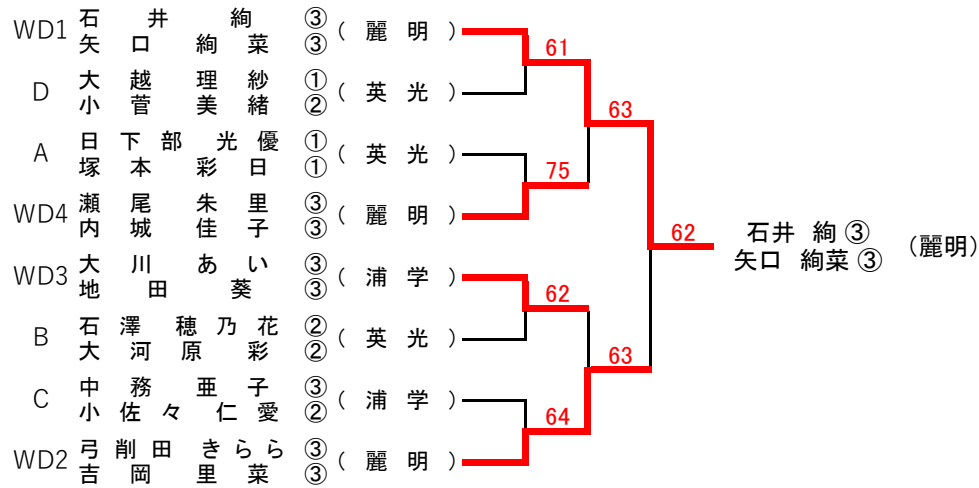 WD1 石井 絢 ③ (麗明)
矢口 絢菜 ③
61
D 大越 理紗 ① (英光)
小菅 美緒 ②
63
A 日下部 光優 ① (英光)
塚本 彩日 ①
75
WD4 瀬尾 朱里 ③ (麗明)
内城 佳子 ③
62 石井 絢 ③ (麗明)
矢口 絢菜 ③
WD3 大川 あい ③ (浦学)
地田 葵 ③
62
B 石澤 穂乃花 ② (英光)
大河原 彩 ②
63
C 中務 亜子 ③ (浦学)
小佐々 仁愛 ②
64
WD2 弓削田 きらら ③ (麗明)
吉岡 里菜 ③